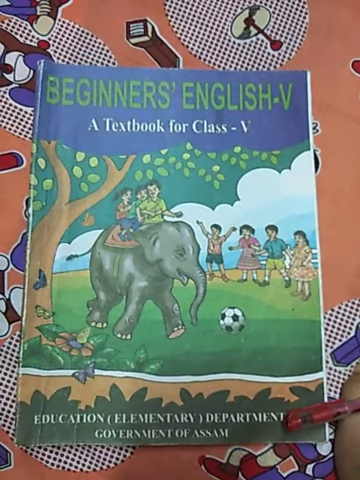 BEGINNERS' ENGLISH-V
A Textbook for Class - V
EDUCATION ( ELEMENTARY ) DEPARTMENT
GOVERNMENT OF ASSAM